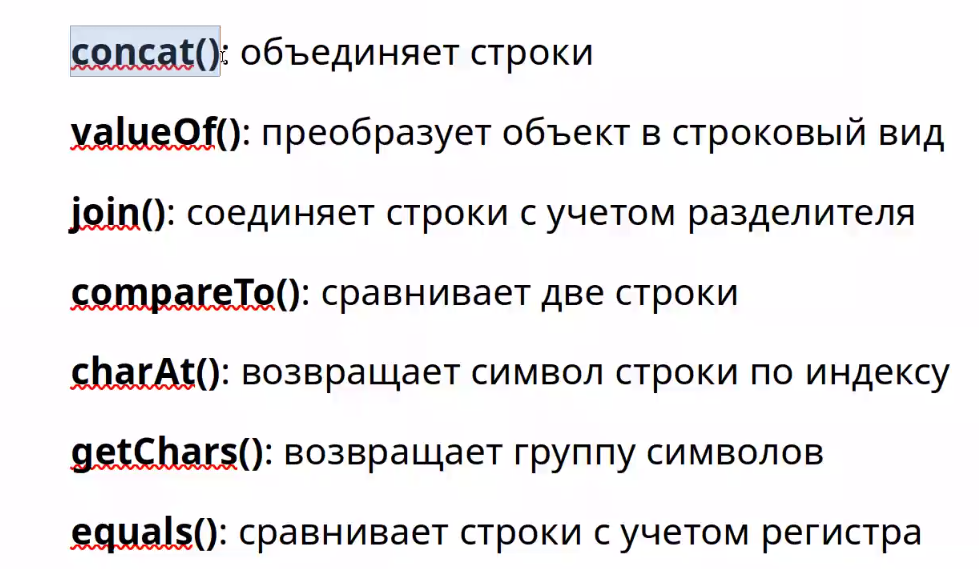 concat(): объединяет строки
valueOf(): преобразует объект в строковый вид
join(): соединяет строки с учетом разделителя
compareTo(): сравнивает две строки
charAt(): возвращает символ строки по индексу
getChars(): возвращает группу символов
equals(): сравнивает строки с учетом регистра